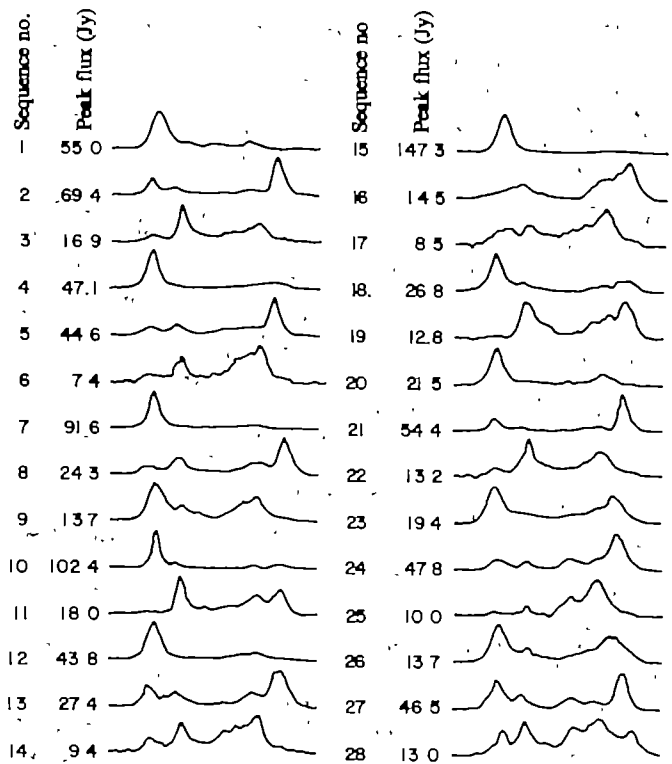 Sequence no.
Peak flux (Jy)
Sequence no
Peak flux (Jy)
1 55 0
2 69 4
3 16 9
4 47.1
5 44 6
6 7 4
7 91 6
8 24 3
9 13 7
10 102 4
11 18 0
12 43 8
13 27 4
14 9 4
15 147 3
16 14 5
17 8 5
18. 26 8
19 12.8
20 21 5
21 54 4
22 13 2
23 19 4
24 47 8
25 10 0
26 13 7
27 46 5
28 13 0